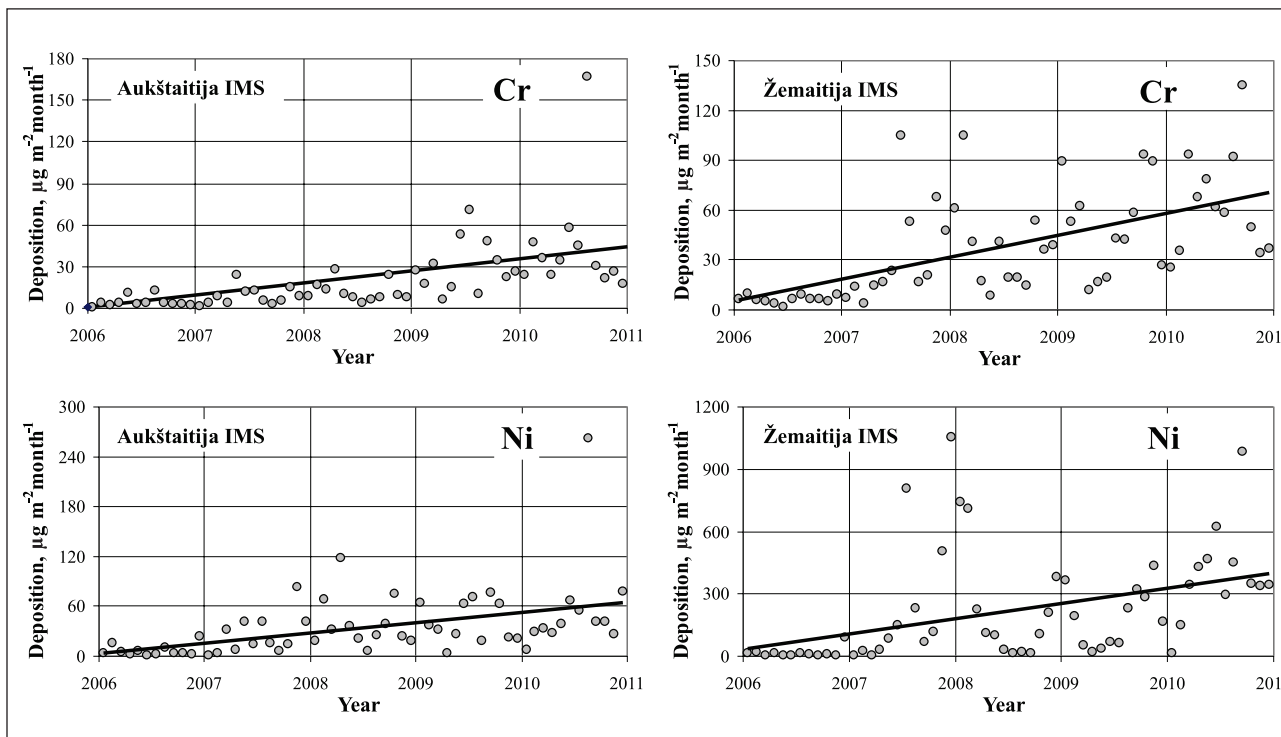 Aukštaitija IMS
Cr
Deposition, µg m-2month-1
180
150
120
90
60
30
0
2006 2007 2008 2009 2010 2011
Year
Žemaitija IMS
Cr
Deposition, µg m-2month-1
150
120
90
60
30
0
2006 2007 2008 2009 2010 201
Year
Aukštaitija IMS
Ni
Deposition, µg m-2month-1
300
240
180
120
60
0
2006 2007 2008 2009 2010 2011
Year
Žemaitija IMS
Ni
Deposition, µg m-2month-1
1200
900
600
300
0
2006 2007 2008 2009 2010 2011
Year